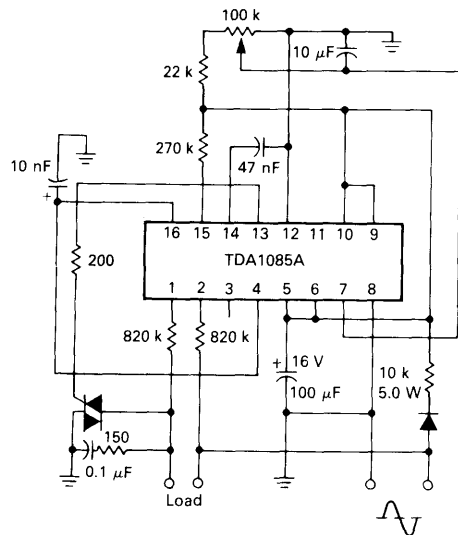 100 k
22 k
10 µF
270 k
47 nF
10 nF
+
16 15 14 13 12 11 10 9
TDA1085A
1 2 3 4 5 6 7 8
200
820 k
820 k
+
16 V
100 µF
10 k
5.0 W
150
0.1 µF
Load